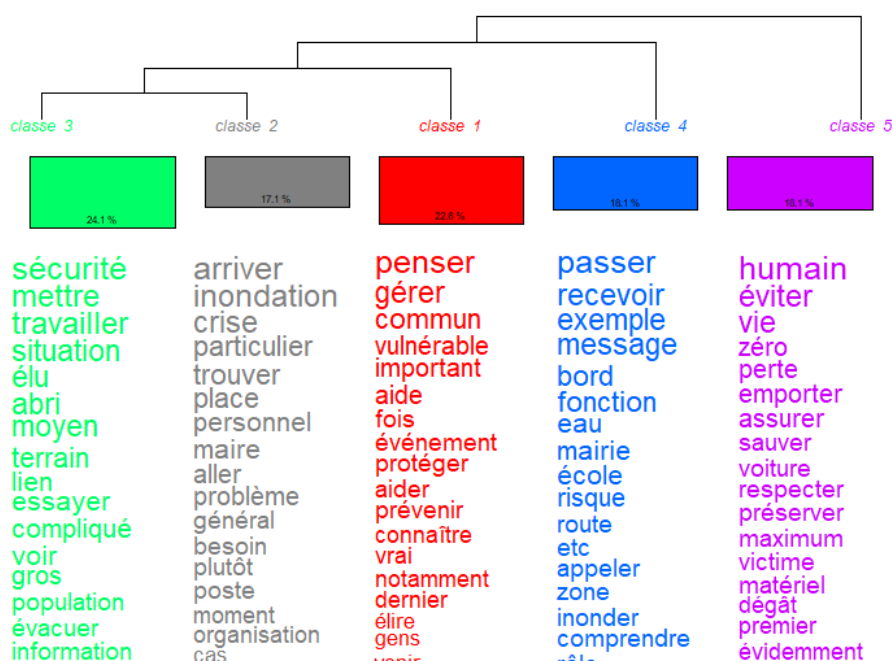 classe 3
classe 2
classe 1
classe 4
classe 5
24.1 %
17.1 %
22.6 %
18.1 %
18.1 %
sécurité
mettre
travailler
situation
élu
abri
moyen
terrain
lien
essayer
compliqué
voir
gros
population
évacuer
information
arriver
inondation
crise
particulier
trouver
place
personnel
maire
aller
problème
général
besoin
plutôt
poste
moment
organisation
cas
penser
gérer
commun
vulnérable
important
aide
fois
événement
protéger
aider
prévenir
connaître
vrai
notamment
dernier
élire
gens
venir
passer
recevoir
exemple
message
bord
fonction
eau
mairie
école
risque
route
etc
appeler
zone
inonder
comprendre
rôle
humain
éviter
vie
zéro
perte
emporter
assurer
sauver
voiture
respecter
préserver
maximum
victime
matériel
dégât
premier
évidemment